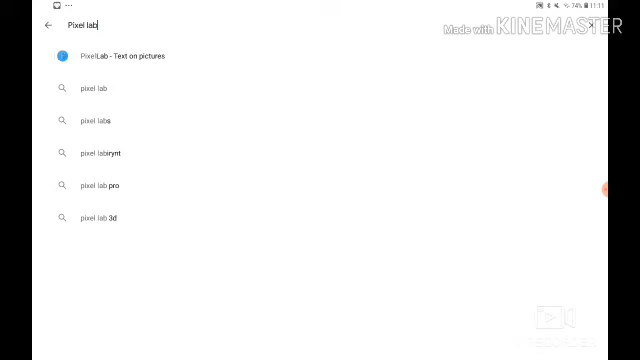 74% 11:11
Pixel lab
Made with KINEMASTER
PixelLab - Text on pictures
pixel lab
pixel labs
pixel labirynt
pixel lab pro
pixel lab 3d
RECORDER